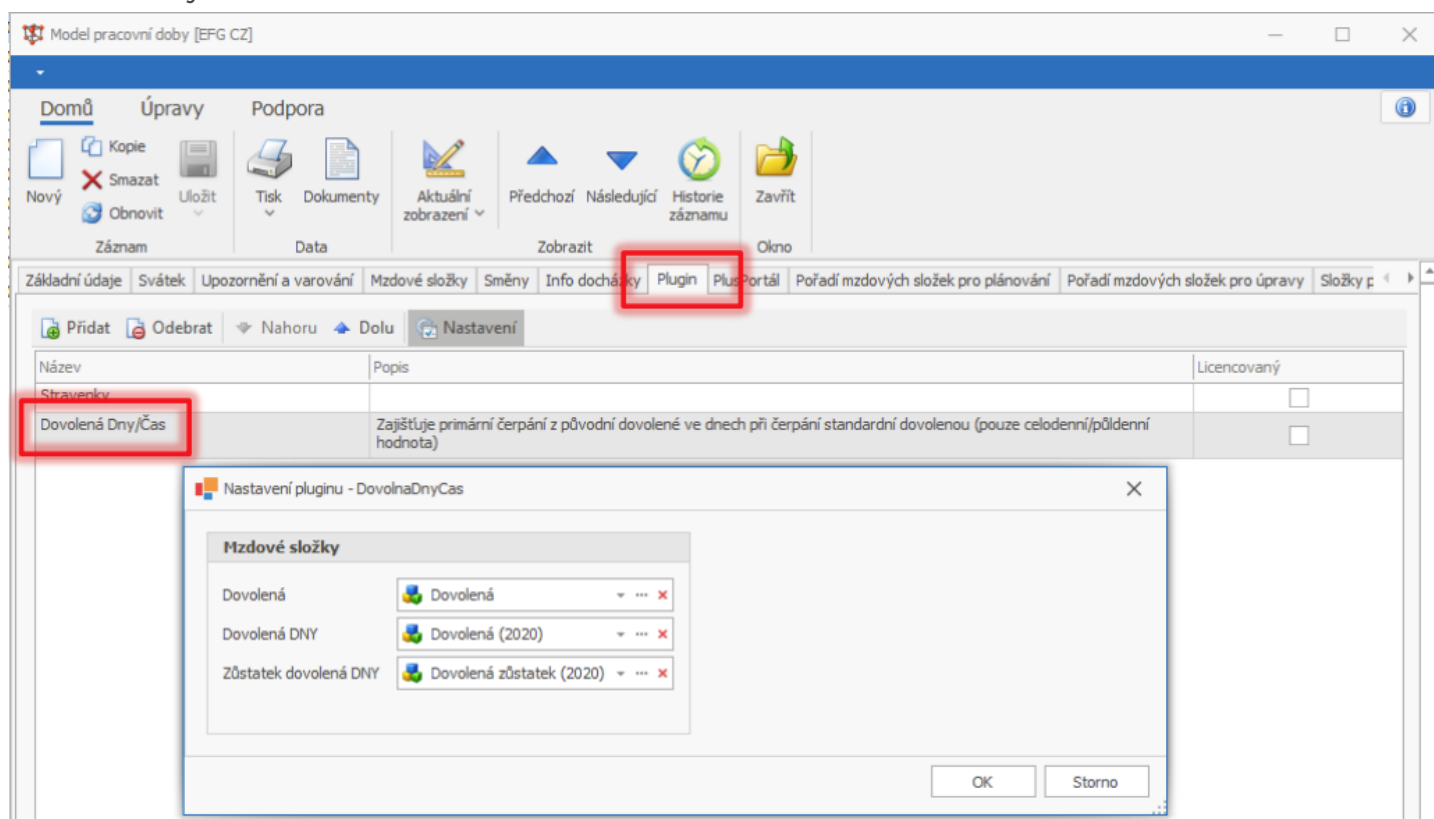 Model pracovní doby [EFG CZ]
Domů Úpravy Podpora
Nový Kopie Smazat Obnovit Uložit Tisk Dokumenty Aktuální zobrazení Předchozí Následující Historie záznamu Zavřít
Záznam Data Zobrazit Okno
Základní údaje Svátek Upozornění a varování Mzdové složky Směny Info docházky Plugin PlusPortál Pořadí mzdových složek pro plánování Pořadí mzdových složek pro úpravy Složky p
Přidat Odebrat Nahoru Dolu Nastavení
Název Popis Licencovaný
Stravenky
Dovolená Dny/Čas Zajišťuje primární čerpání z původní dovolené ve dnech při čerpání standardní dovolenou (pouze celodenní/půldenní
hodnota)
Nastavení pluginu - DovolnaDnyCas
Mzdové složky
Dovolená Dovolená
Dovolená DNY Dovolená (2020)
Zůstatek dovolená DNY Dovolená zůstatek (2020)
OK Storno